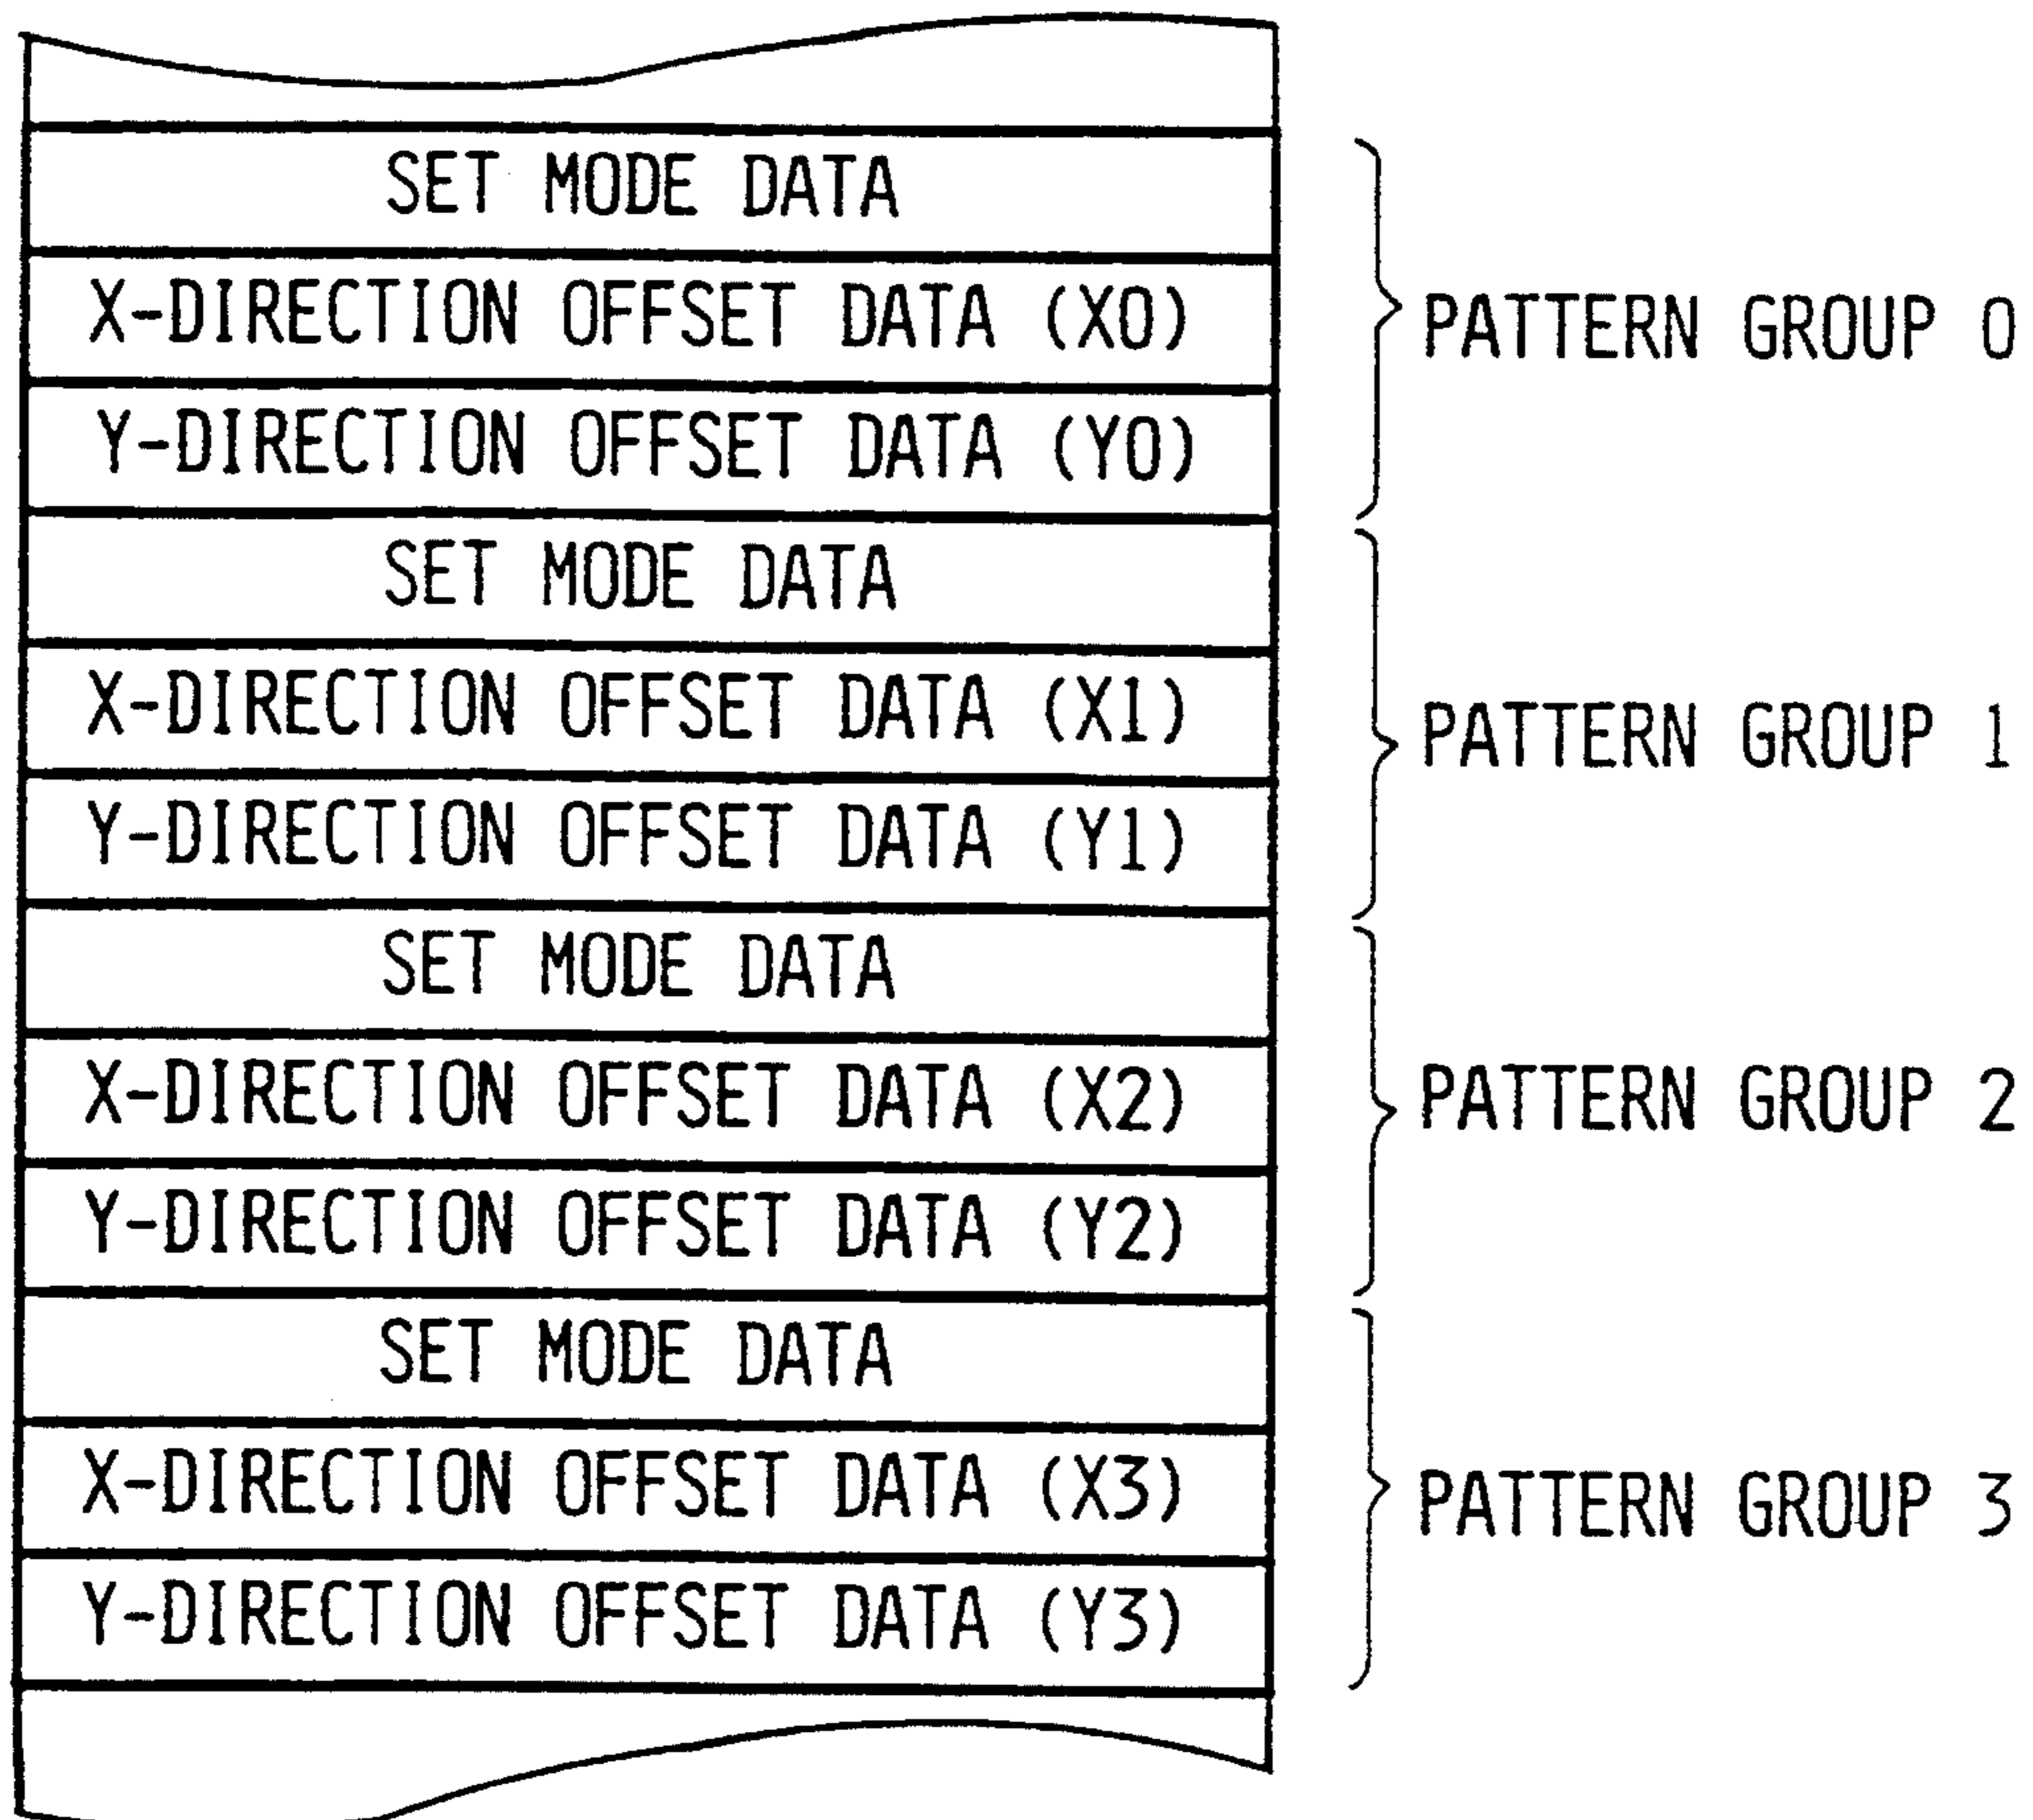 SET MODE DATA
X-DIRECTION OFFSET DATA (X0)
Y-DIRECTION OFFSET DATA (Y0)
PATTERN GROUP 0
SET MODE DATA
X-DIRECTION OFFSET DATA (X1)
Y-DIRECTION OFFSET DATA (Y1)
PATTERN GROUP 1
SET MODE DATA
X-DIRECTION OFFSET DATA (X2)
Y-DIRECTION OFFSET DATA (Y2)
PATTERN GROUP 2
SET MODE DATA
X-DIRECTION OFFSET DATA (X3)
Y-DIRECTION OFFSET DATA (Y3)
PATTERN GROUP 3